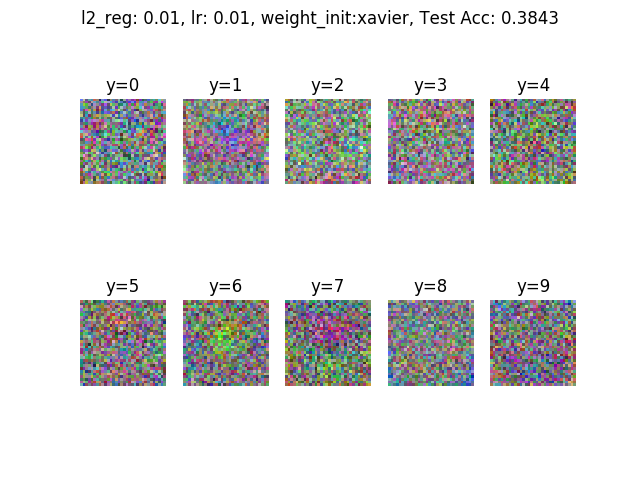 l2_reg: 0.01, lr: 0.01, weight_init:xavier, Test Acc: 0.3843
y=0 y=1 y=2 y=3 y=4
y=5 y=6 y=7 y=8 y=9